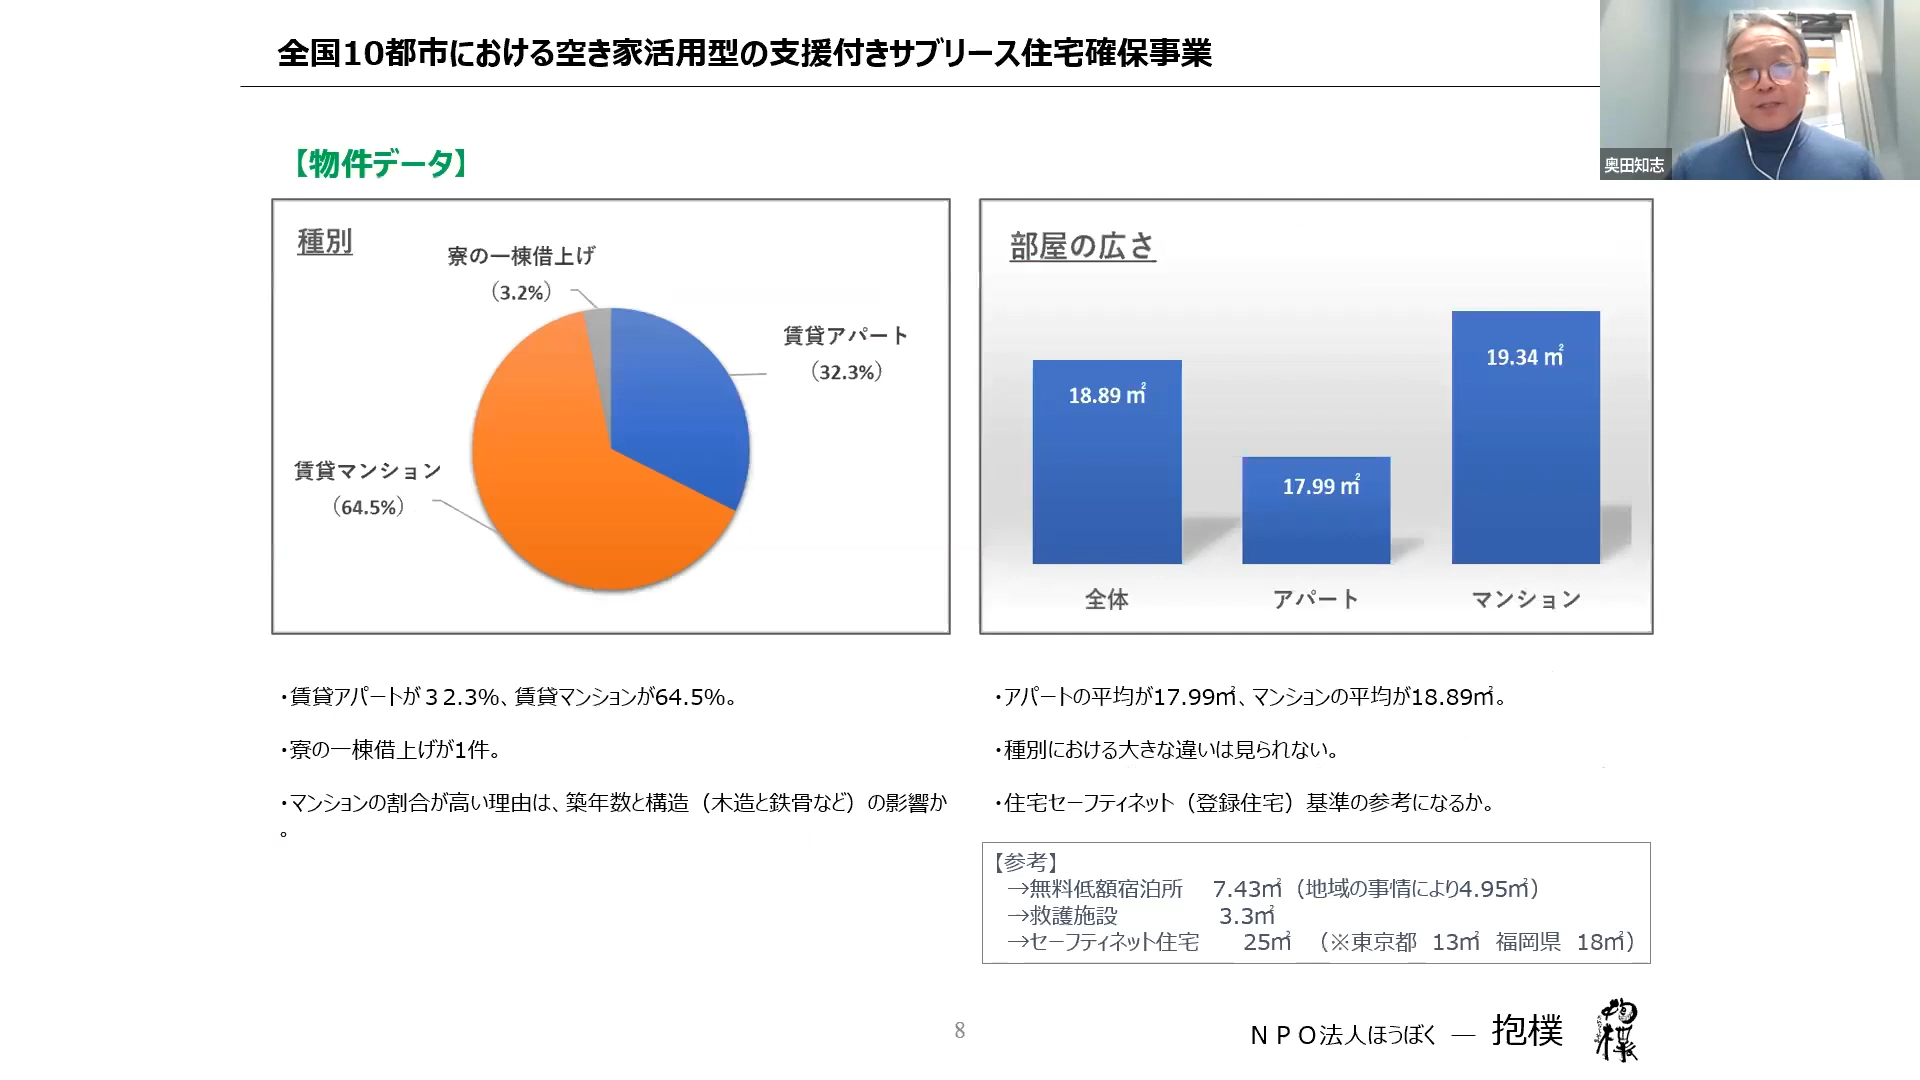 全国10都市における空き家活用型の支援付きサブリース住宅確保事業
奥田知志
【物件データ】
種別
寮の一棟借上げ
（3.2%）
賃貸アパート
（32.3%）
賃貸マンション
（64.5%）
部屋の広さ
18.89 ㎡
17.99 ㎡
19.34 ㎡
全体
アパート
マンション
・賃貸アパートが３２.3%、賃貸マンションが64.5%。
・寮の一棟借上げが1件。
・マンションの割合が高い理由は、築年数と構造（木造と鉄骨など）の影響か
。
・アパートの平均が17.99㎡、マンションの平均が18.89㎡。
・種別における大きな違いは見られない。
・住宅セーフティネット（登録住宅）基準の参考になるか。
【参考】
→無料低額宿泊所　7.43㎡（地域の事情により4.95㎡）
→救護施設　3.3㎡
→セーフティネット住宅　25㎡　（※東京都　13㎡　福岡県　18㎡）
8
ＮＰＯ法人ほうぼく ― 抱樸